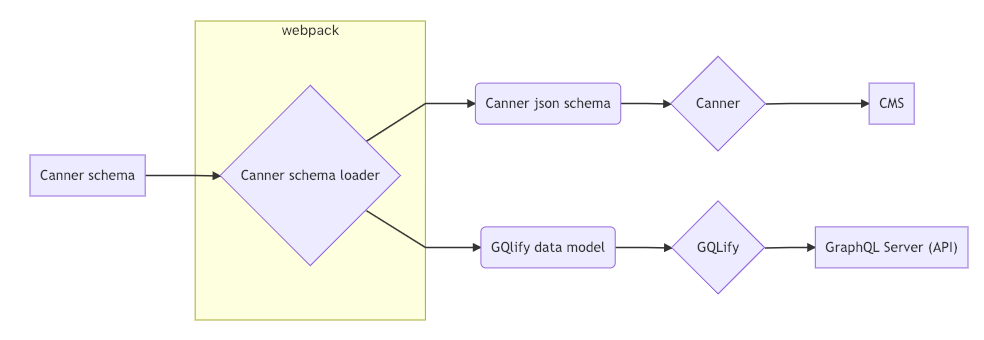 webpack
Canner schema
Canner schema loader
Canner json schema
Canner
CMS
GQlify data model
GQLify
GraphQL Server (API)